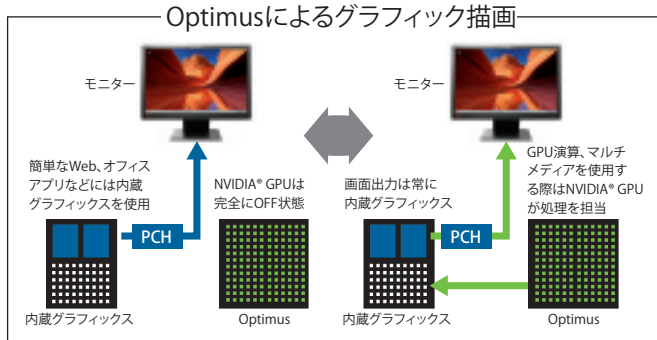 Optimusによるグラフィック描画
モニター
モニター
簡単なWeb、オフィス
アプリなどには内蔵
グラフィックスを使用
NVIDIA® GPUは
完全にOFF状態
画面出力は常に
内蔵グラフィックス
GPU演算、マルチ
メディアを使用す
る際はNVIDIA® GPU
が処理を担当
PCH
PCH
内蔵グラフィックス
Optimus
内蔵グラフィックス
Optimus